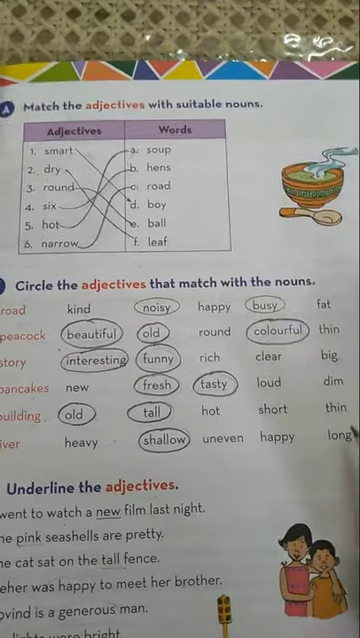 A Match the adjectives with suitable nouns.
Adjectives Words
1. smart a. soup
2. dry b. hens
3. round c. road
4. six d. boy
5. hot e. ball
6. narrow f. leaf
Circle the adjectives that match with the nouns.
road kind noisy happy busy fat
peacock beautiful old round colourful thin
story interesting funny rich clear big
pancakes new fresh tasty loud dim
building old tall hot short thin
iver heavy shallow uneven happy long
Underline the adjectives.
went to watch a new film last night.
he pink seashells are pretty.
he cat sat on the tall fence.
eher was happy to meet her brother.
ovind is a generous man.
bright.